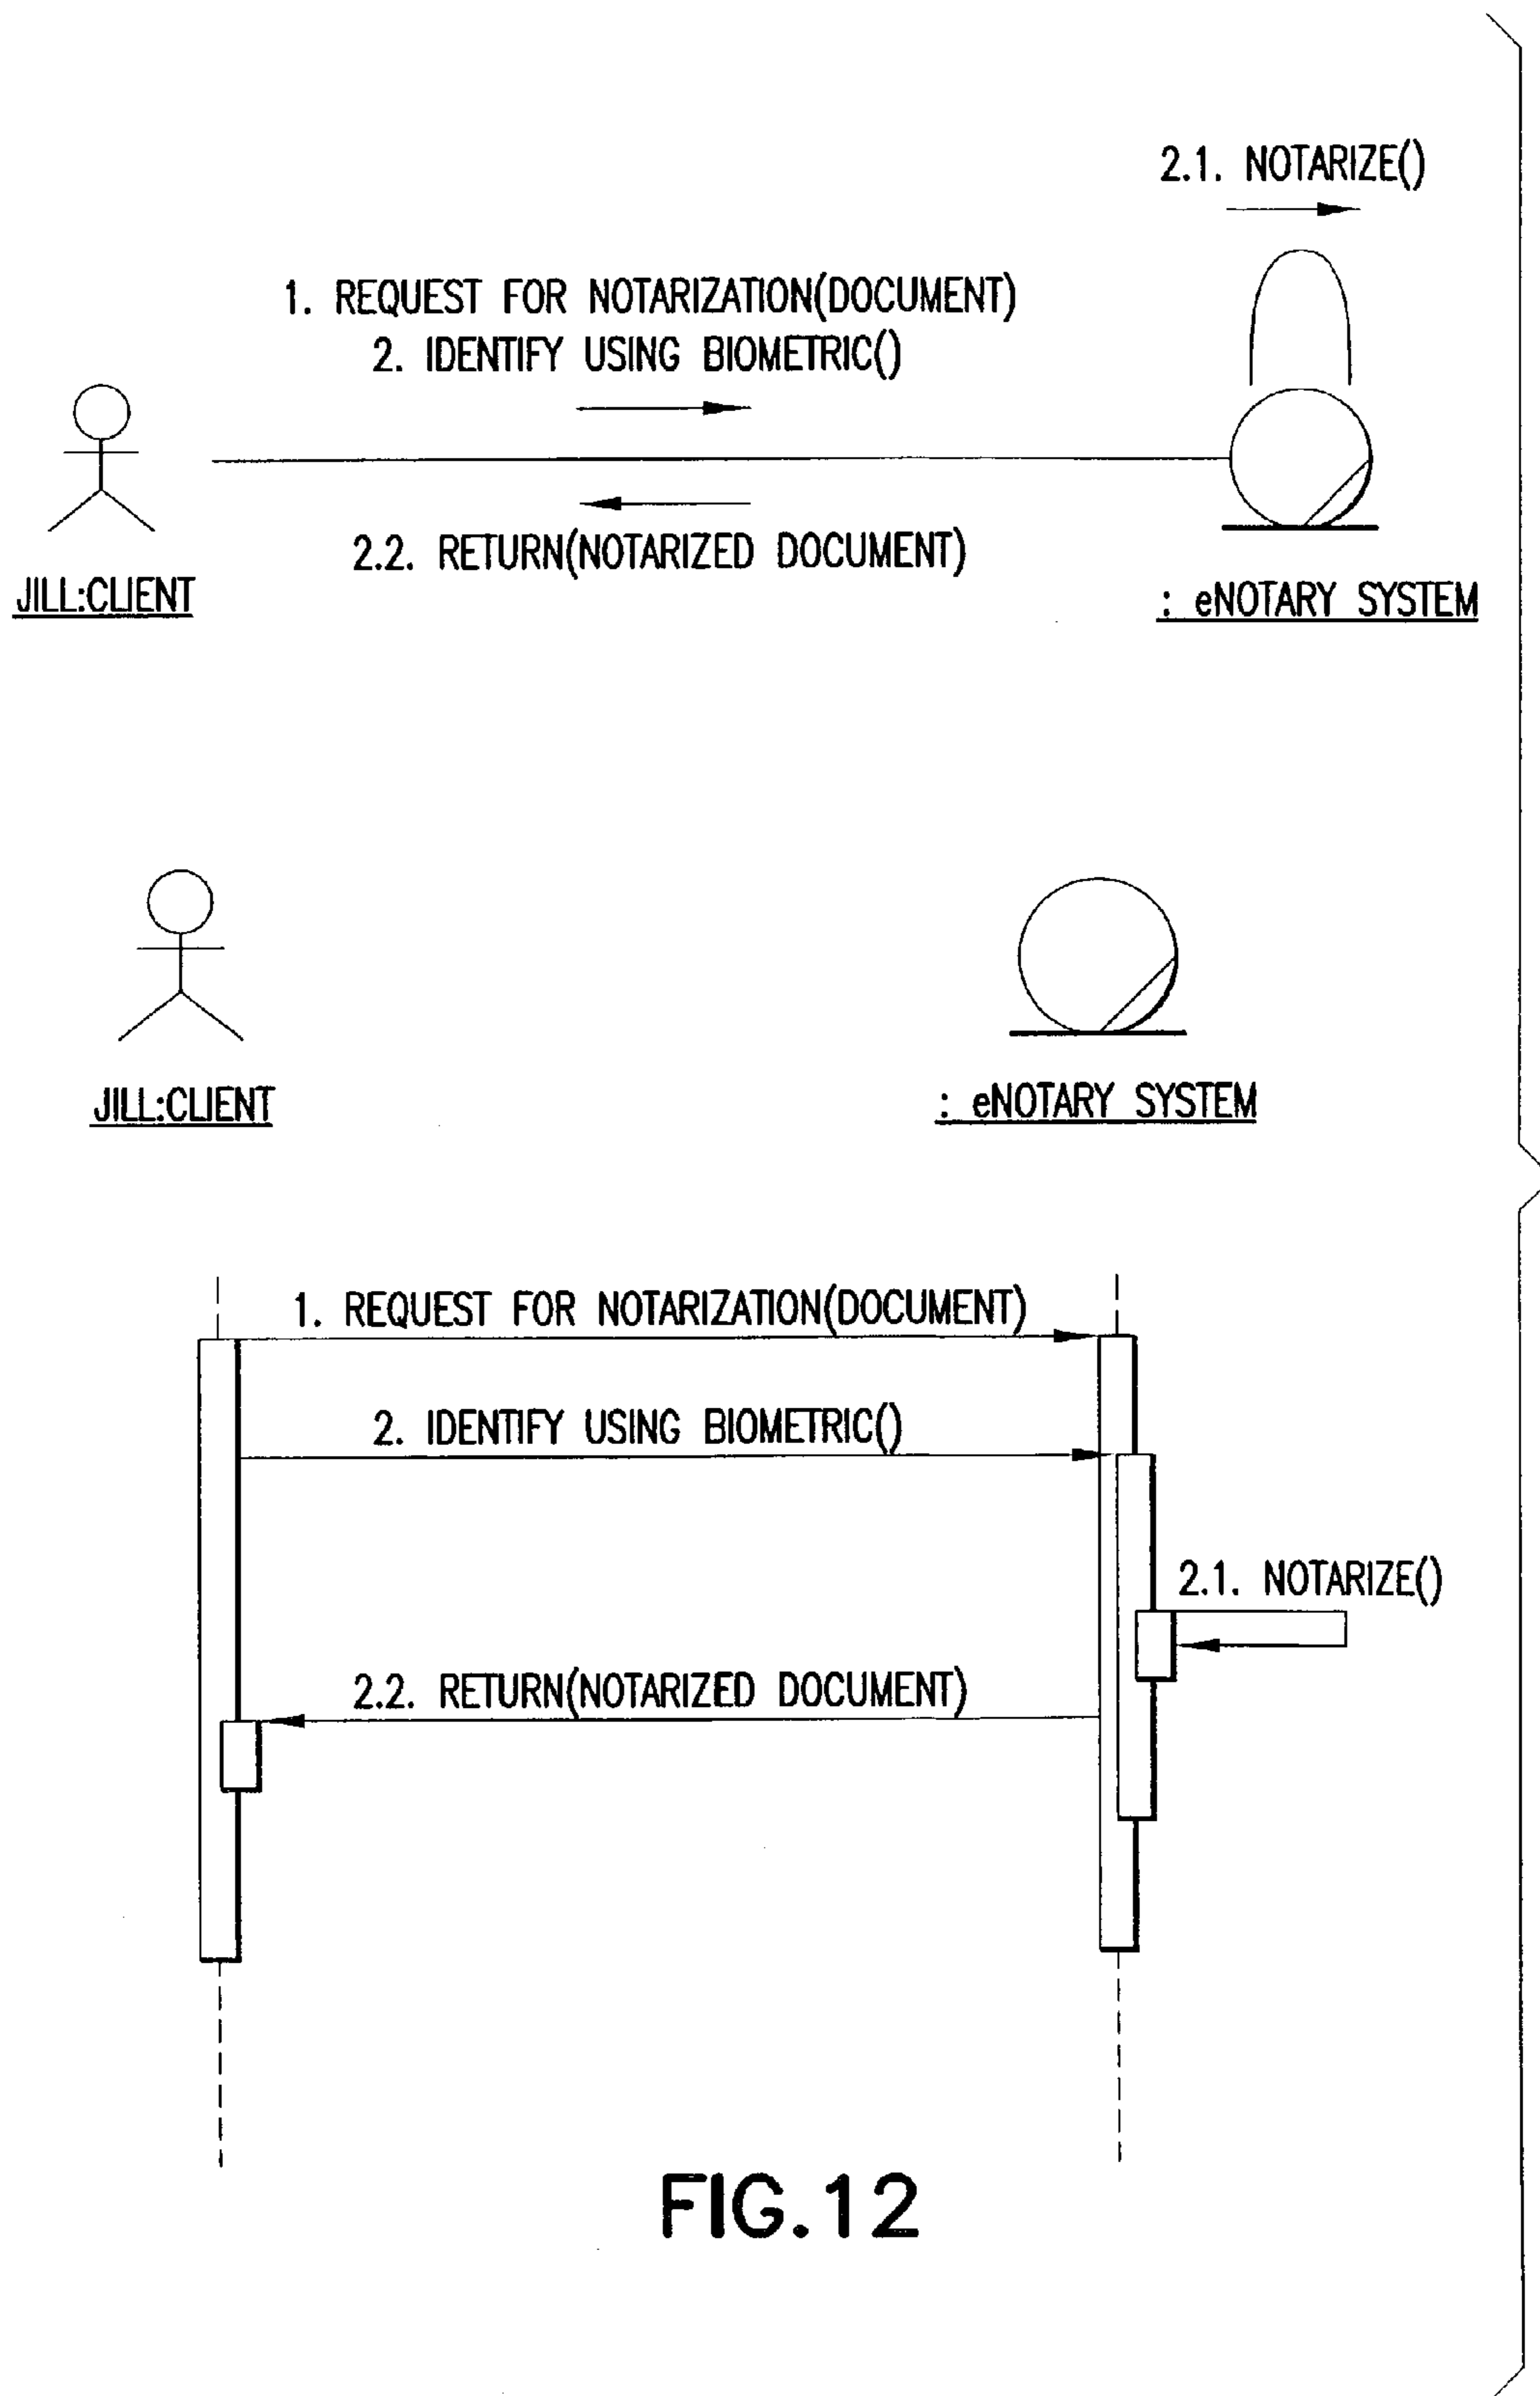 2.1. NOTARIZE()
1. REQUEST FOR NOTARIZATION(DOCUMENT)
2. IDENTIFY USING BIOMETRIC()
2.2. RETURN(NOTARIZED DOCUMENT)
JILL:CLIENT
: eNOTARY SYSTEM
JILL:CLIENT
: eNOTARY SYSTEM
1. REQUEST FOR NOTARIZATION(DOCUMENT)
2. IDENTIFY USING BIOMETRIC()
2.1. NOTARIZE()
2.2. RETURN(NOTARIZED DOCUMENT)
FIG.12